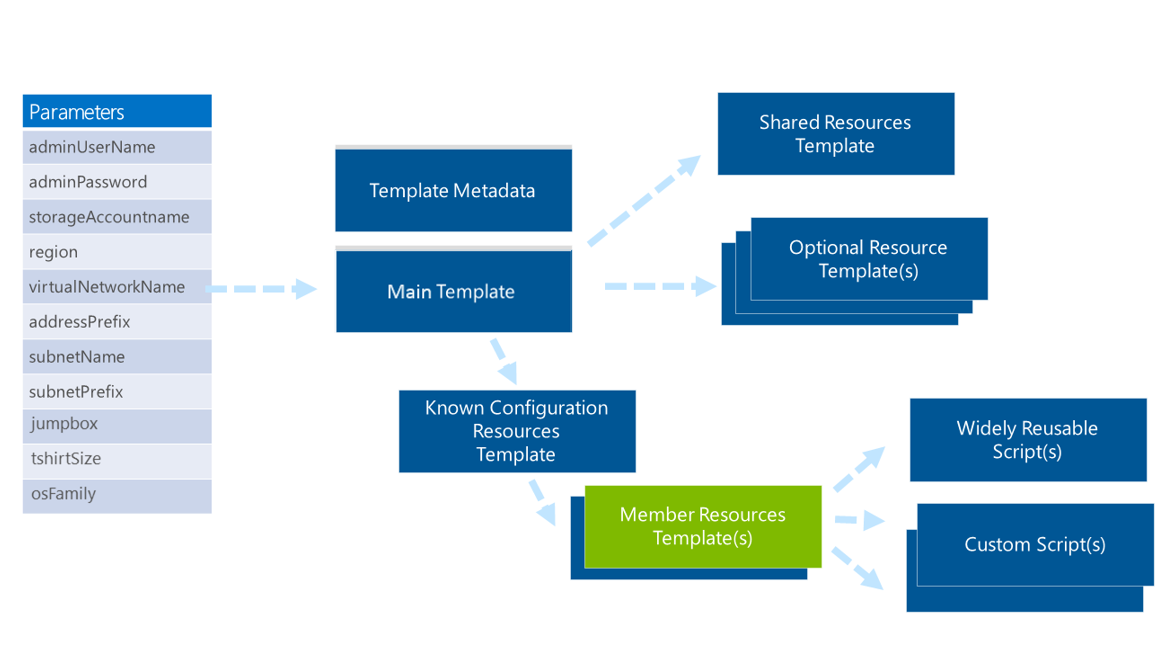 Parameters
adminUserName
adminPassword
storageAccountname
region
virtualNetworkName
addressPrefix
subnetName
subnetPrefix
jumpbox
tshirtSize
osFamily
Template Metadata
Main Template
Shared Resources
Template
Optional Resource
Template(s)
Known Configuration
Resources
Template
Member Resources
Template(s)
Widely Reusable
Script(s)
Custom Script(s)